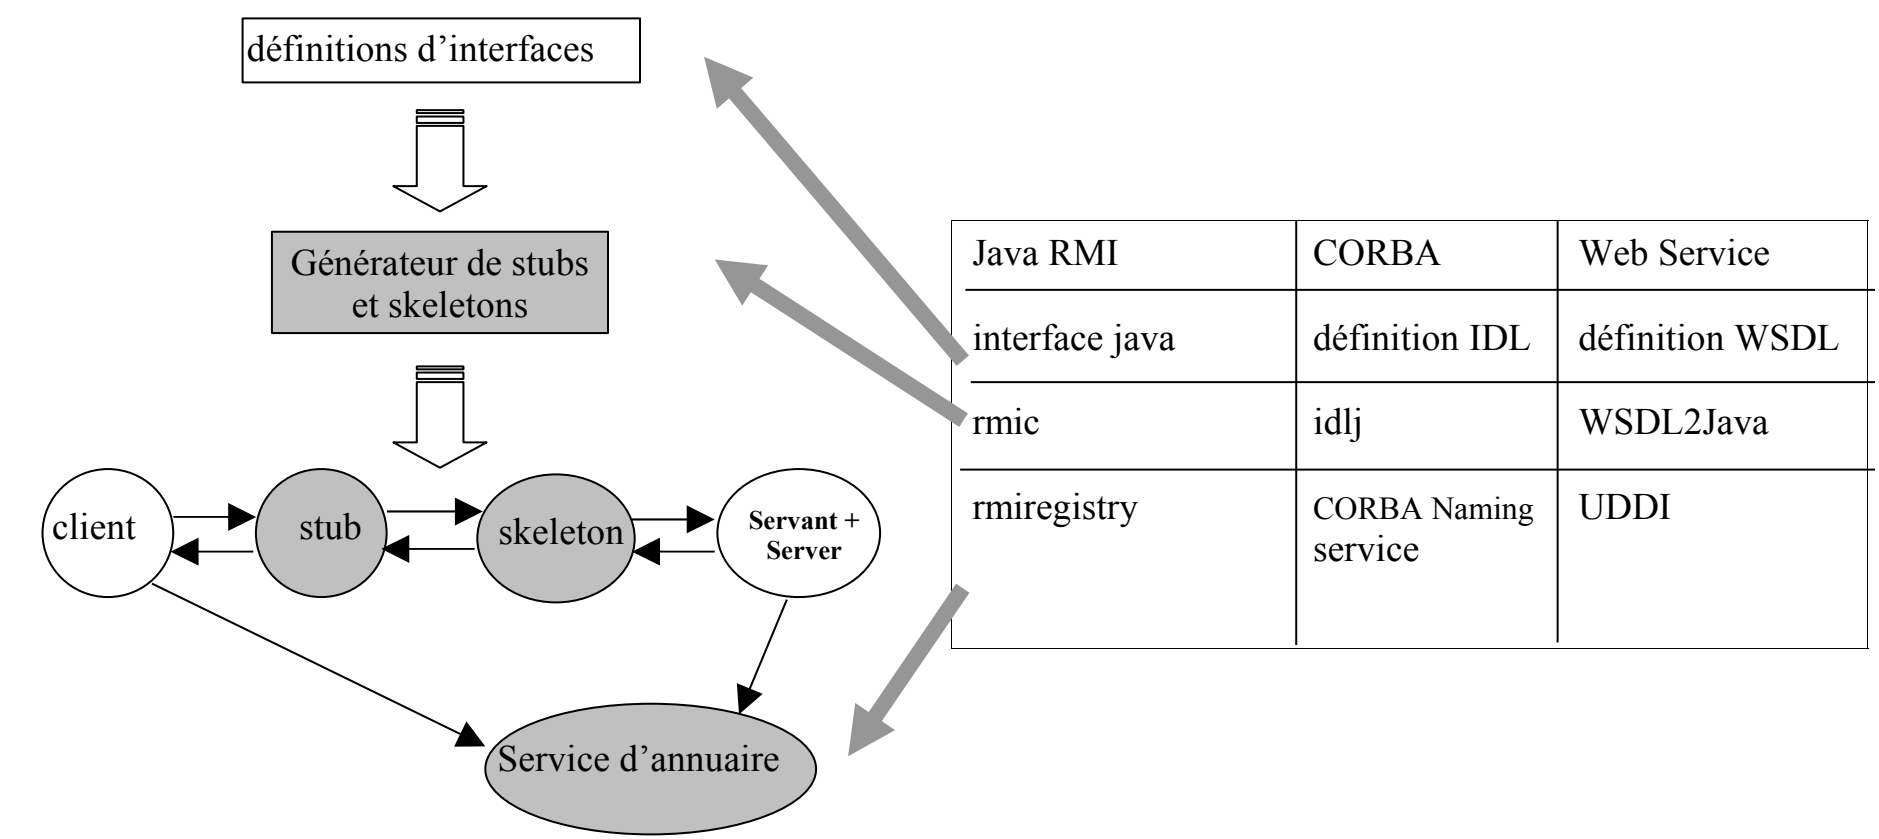 définitions d’interfaces
Générateur de stubs
et skeletons
client
stub
skeleton
Servant +
Server
Service d’annuaire
Java RMI
CORBA
Web Service
interface java
définition IDL
définition WSDL
rmic
idlj
WSDL2Java
rmiregistry
CORBA Naming
service
UDDI